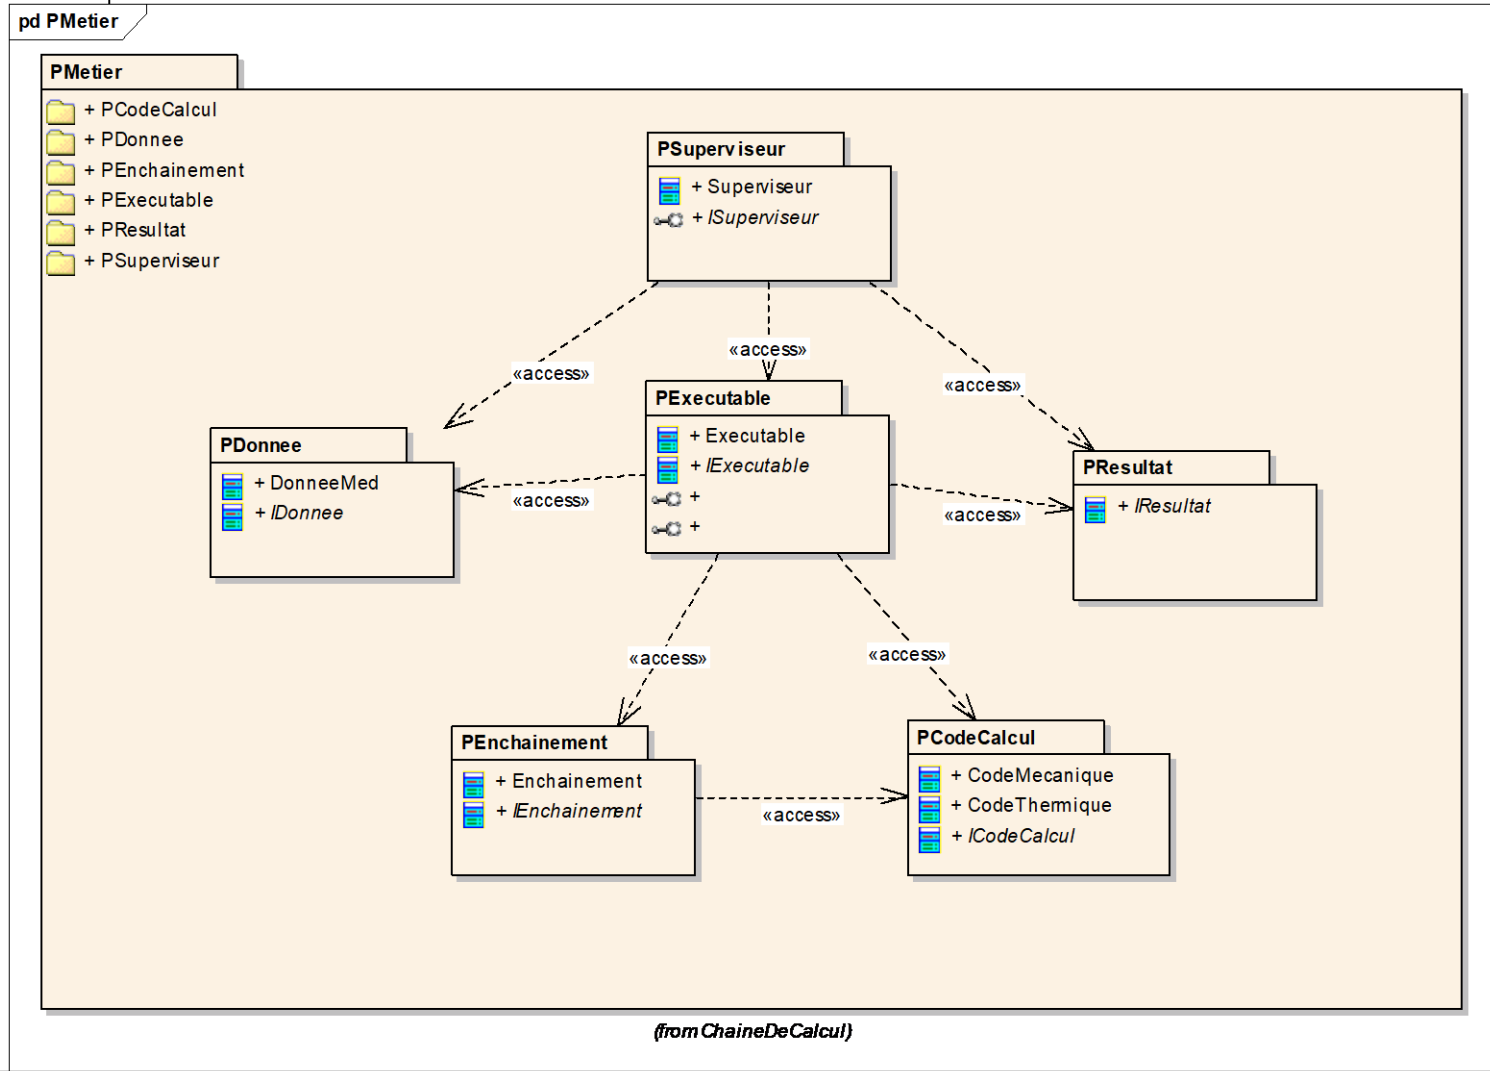 pd PMetier
PMetier
+ PCodeCalcul
+ PDonnee
+ PEnchainement
+ PExecutable
+ PResultat
+ PSuperviseur
PSuperviseur
+ Superviseur
+ ISuperviseur
«access»
«access»
«access»
PExecutable
+ Executable
+ IExecutable
+
+
PDonnee
+ DonneeMed
+ IDonnee
«access»
«access»
PResultat
+ IResultat
«access»
«access»
PEnchainement
+ Enchainement
+ IEnchainement
«access»
PCodeCalcul
+ CodeMecanique
+ CodeThermique
+ ICodeCalcul
(from ChaineDeCalcul)